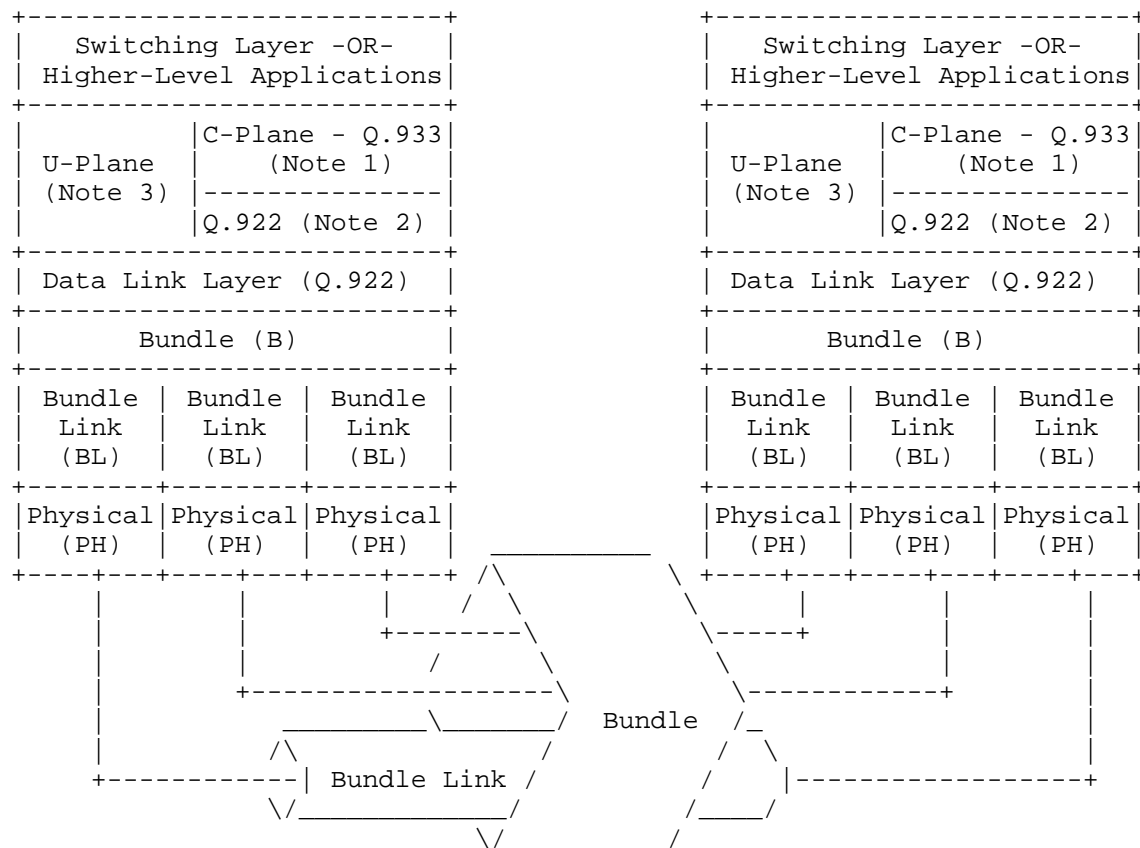 Switching Layer -OR- Switching Layer -OR-
Higher-Level Applications Higher-Level Applications
C-Plane - Q.933 C-Plane - Q.933
U-Plane (Note 1) U-Plane (Note 1)
(Note 3) (Note 3)
Q.922 (Note 2) Q.922 (Note 2)
Data Link Layer (Q.922) Data Link Layer (Q.922)
Bundle (B) Bundle (B)
Bundle Bundle Bundle Bundle Bundle Bundle
Link Link Link Link Link Link
(BL) (BL) (BL) (BL) (BL) (BL)
Physical Physical Physical Physical Physical Physical
(PH) (PH) (PH) (PH) (PH) (PH)
Bundle
Bundle Link